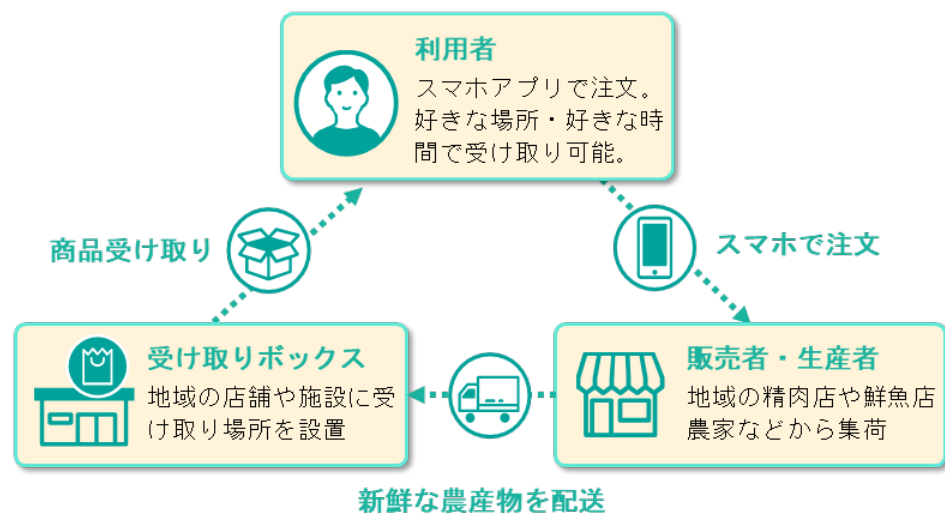 利用者
スマホアプリで注文。
好きな場所・好きな時
間で受け取り可能。
商品受け取り
スマホで注文
受け取りボックス
地域の店舗や施設に受
け取り場所を設置
販売者・生産者
地域の精肉店や鮮魚店
農家などから集荷
新鮮な農産物を配送